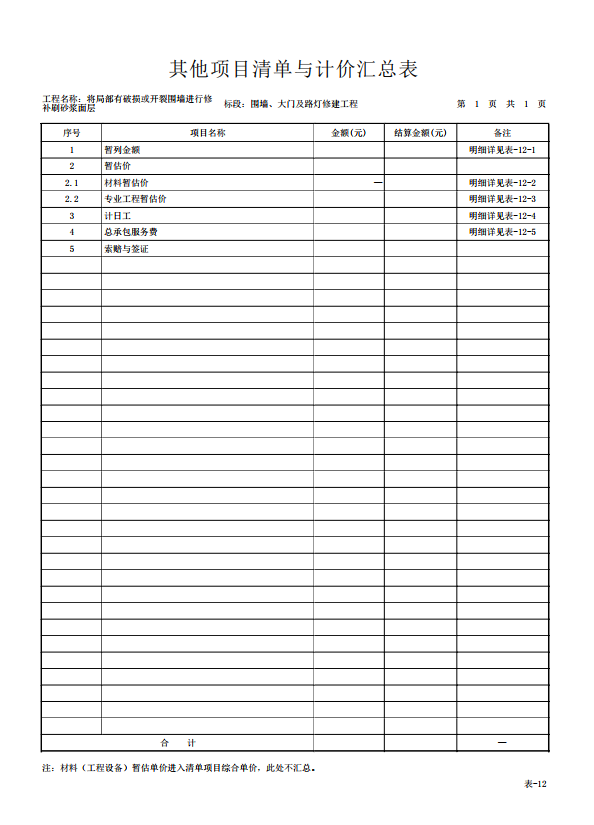 其他项目清单与计价汇总表
工程名称：将局部有破损或开裂围墙进行修
补刷砂浆面层
标段：围墙、大门及路灯修建工程
第 1 页 共 1 页
序号 项目名称 金额(元) 结算金额(元) 备注
1 暂列金额 明细详见表-12-1
2 暂估价
2.1 材料暂估价 — 明细详见表-12-2
2.2 专业工程暂估价 明细详见表-12-3
3 计日工 明细详见表-12-4
4 总承包服务费 明细详见表-12-5
5 索赔与签证
合 计 —
注：材料（工程设备）暂估单价进入清单项目综合单价，此处不汇总。
表-12